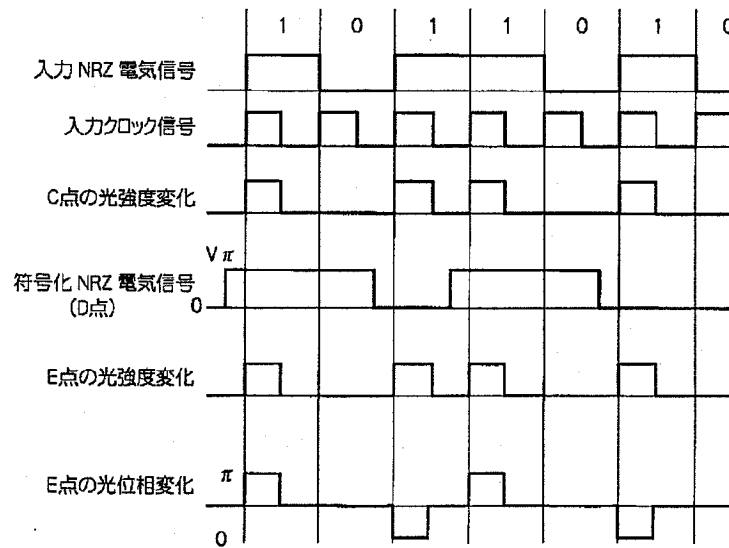 1 0 1 1 0 1 0
入力 NRZ 電気信号
入力クロック信号
C点の光強度変化
Vπ
符号化 NRZ 電気信号
(D点)
0
E点の光強度変化
π
E点の光位相変化
0